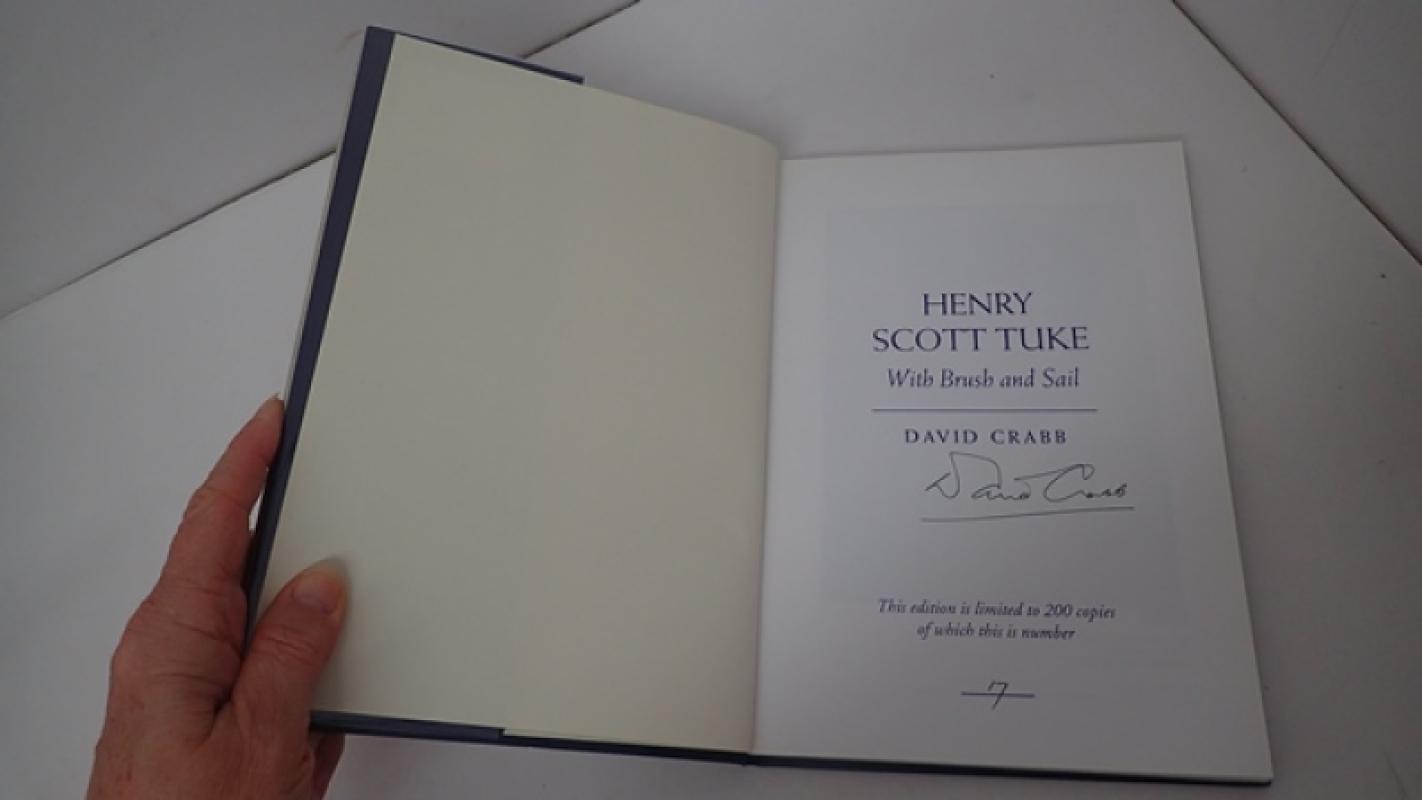 HENRY
SCOTT TUKE
With Brush and Sail
DAVID CRABB
David Crabb
This edition is limited to 200 copies
of which this is number
17